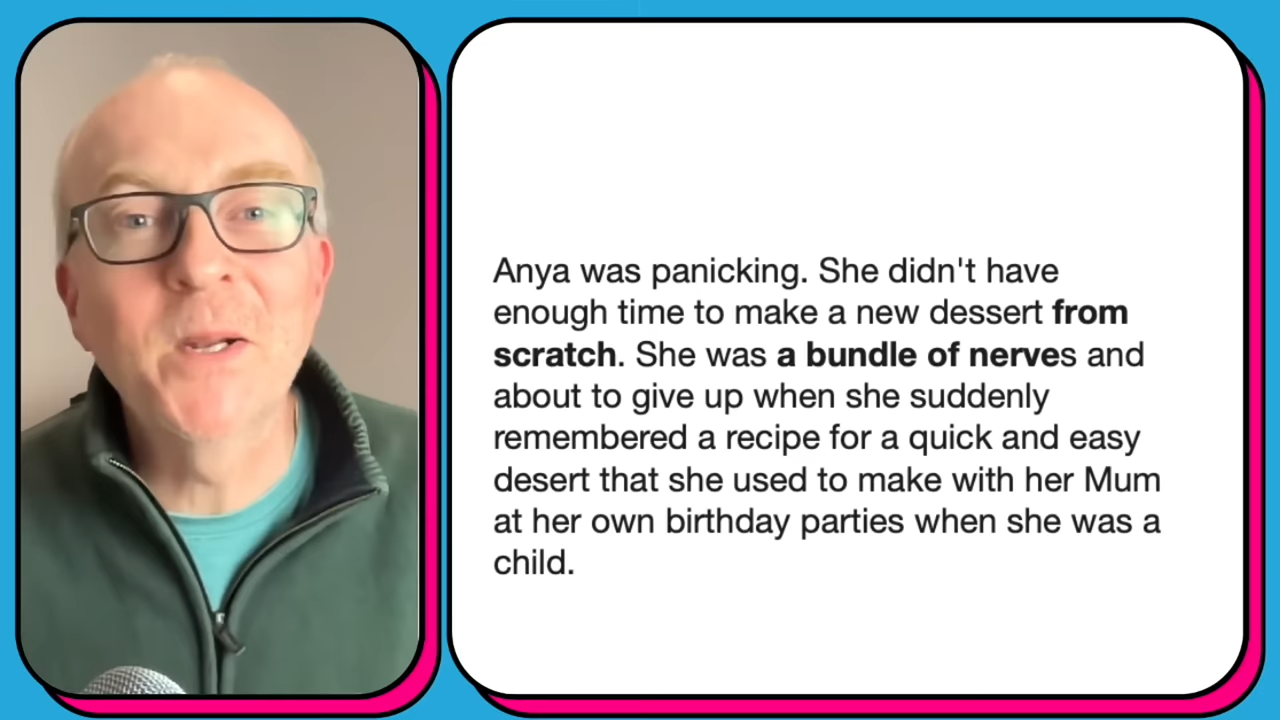 Anya was panicking. She didn't have
enough time to make a new dessert from
scratch. She was a bundle of nerves and
about to give up when she suddenly
remembered a recipe for a quick and easy
desert that she used to make with her Mum
at her own birthday parties when she was a
child.